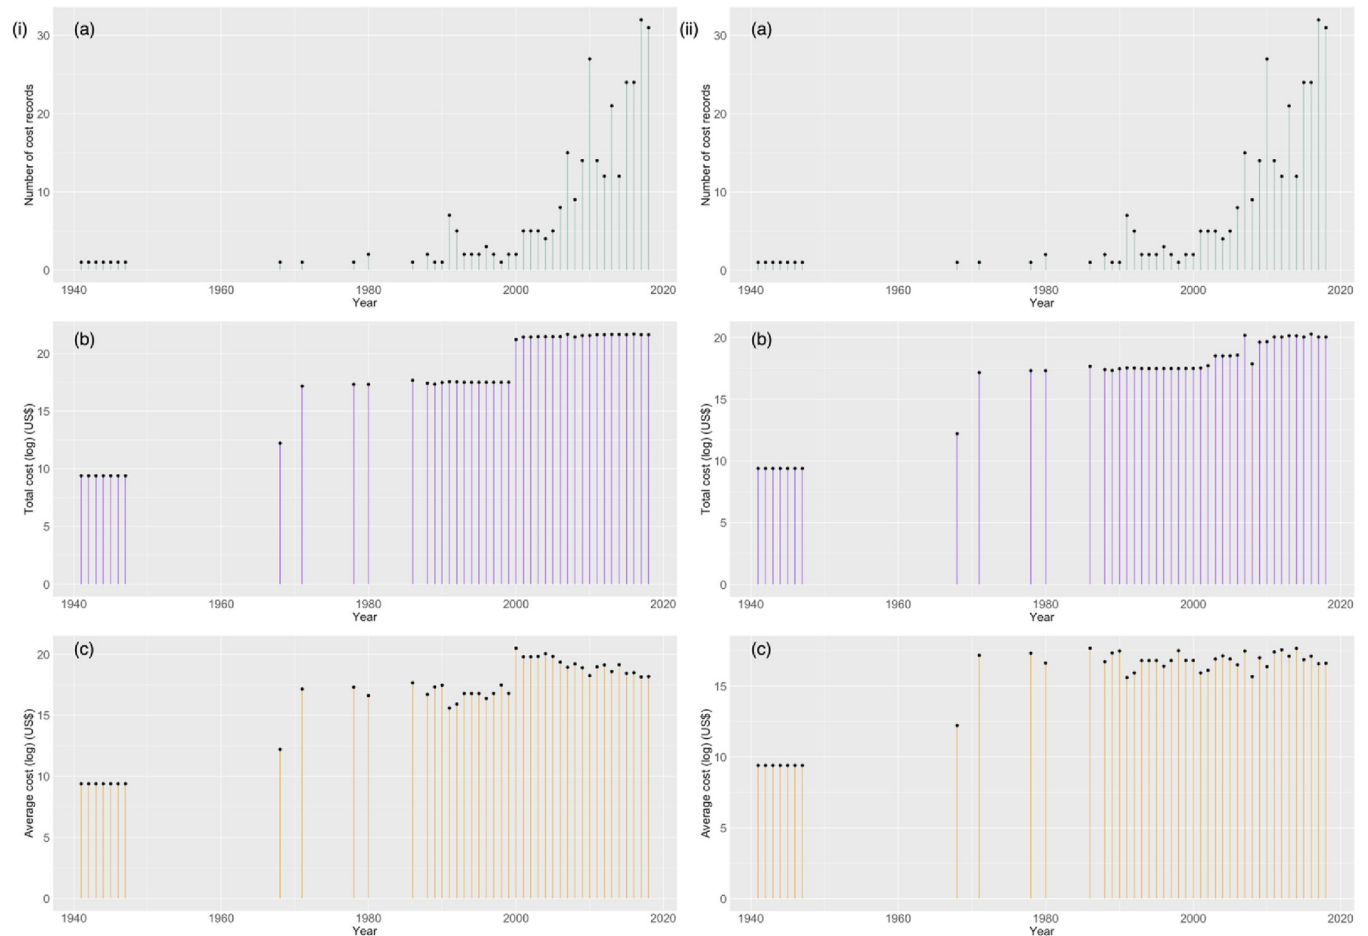 (i)
(a)
Number of cost records
30
20
10
0
1940 1960 1980 2000 2020
Year
(b)
Total cost (log) (US$)
20
15
10
5
0
1940 1960 1980 2000 2020
Year
(c)
Average cost (log) (US$)
20
15
10
5
0
1940 1960 1980 2000 2020
Year
(ii)
(a)
Number of cost records
30
20
10
0
1940 1960 1980 2000 2020
Year
(b)
Total cost (log) (US$)
20
15
10
5
0
1940 1960 1980 2000 2020
Year
(c)
Average cost (log) (US$)
15
10
5
0
1940 1960 1980 2000 2020
Year